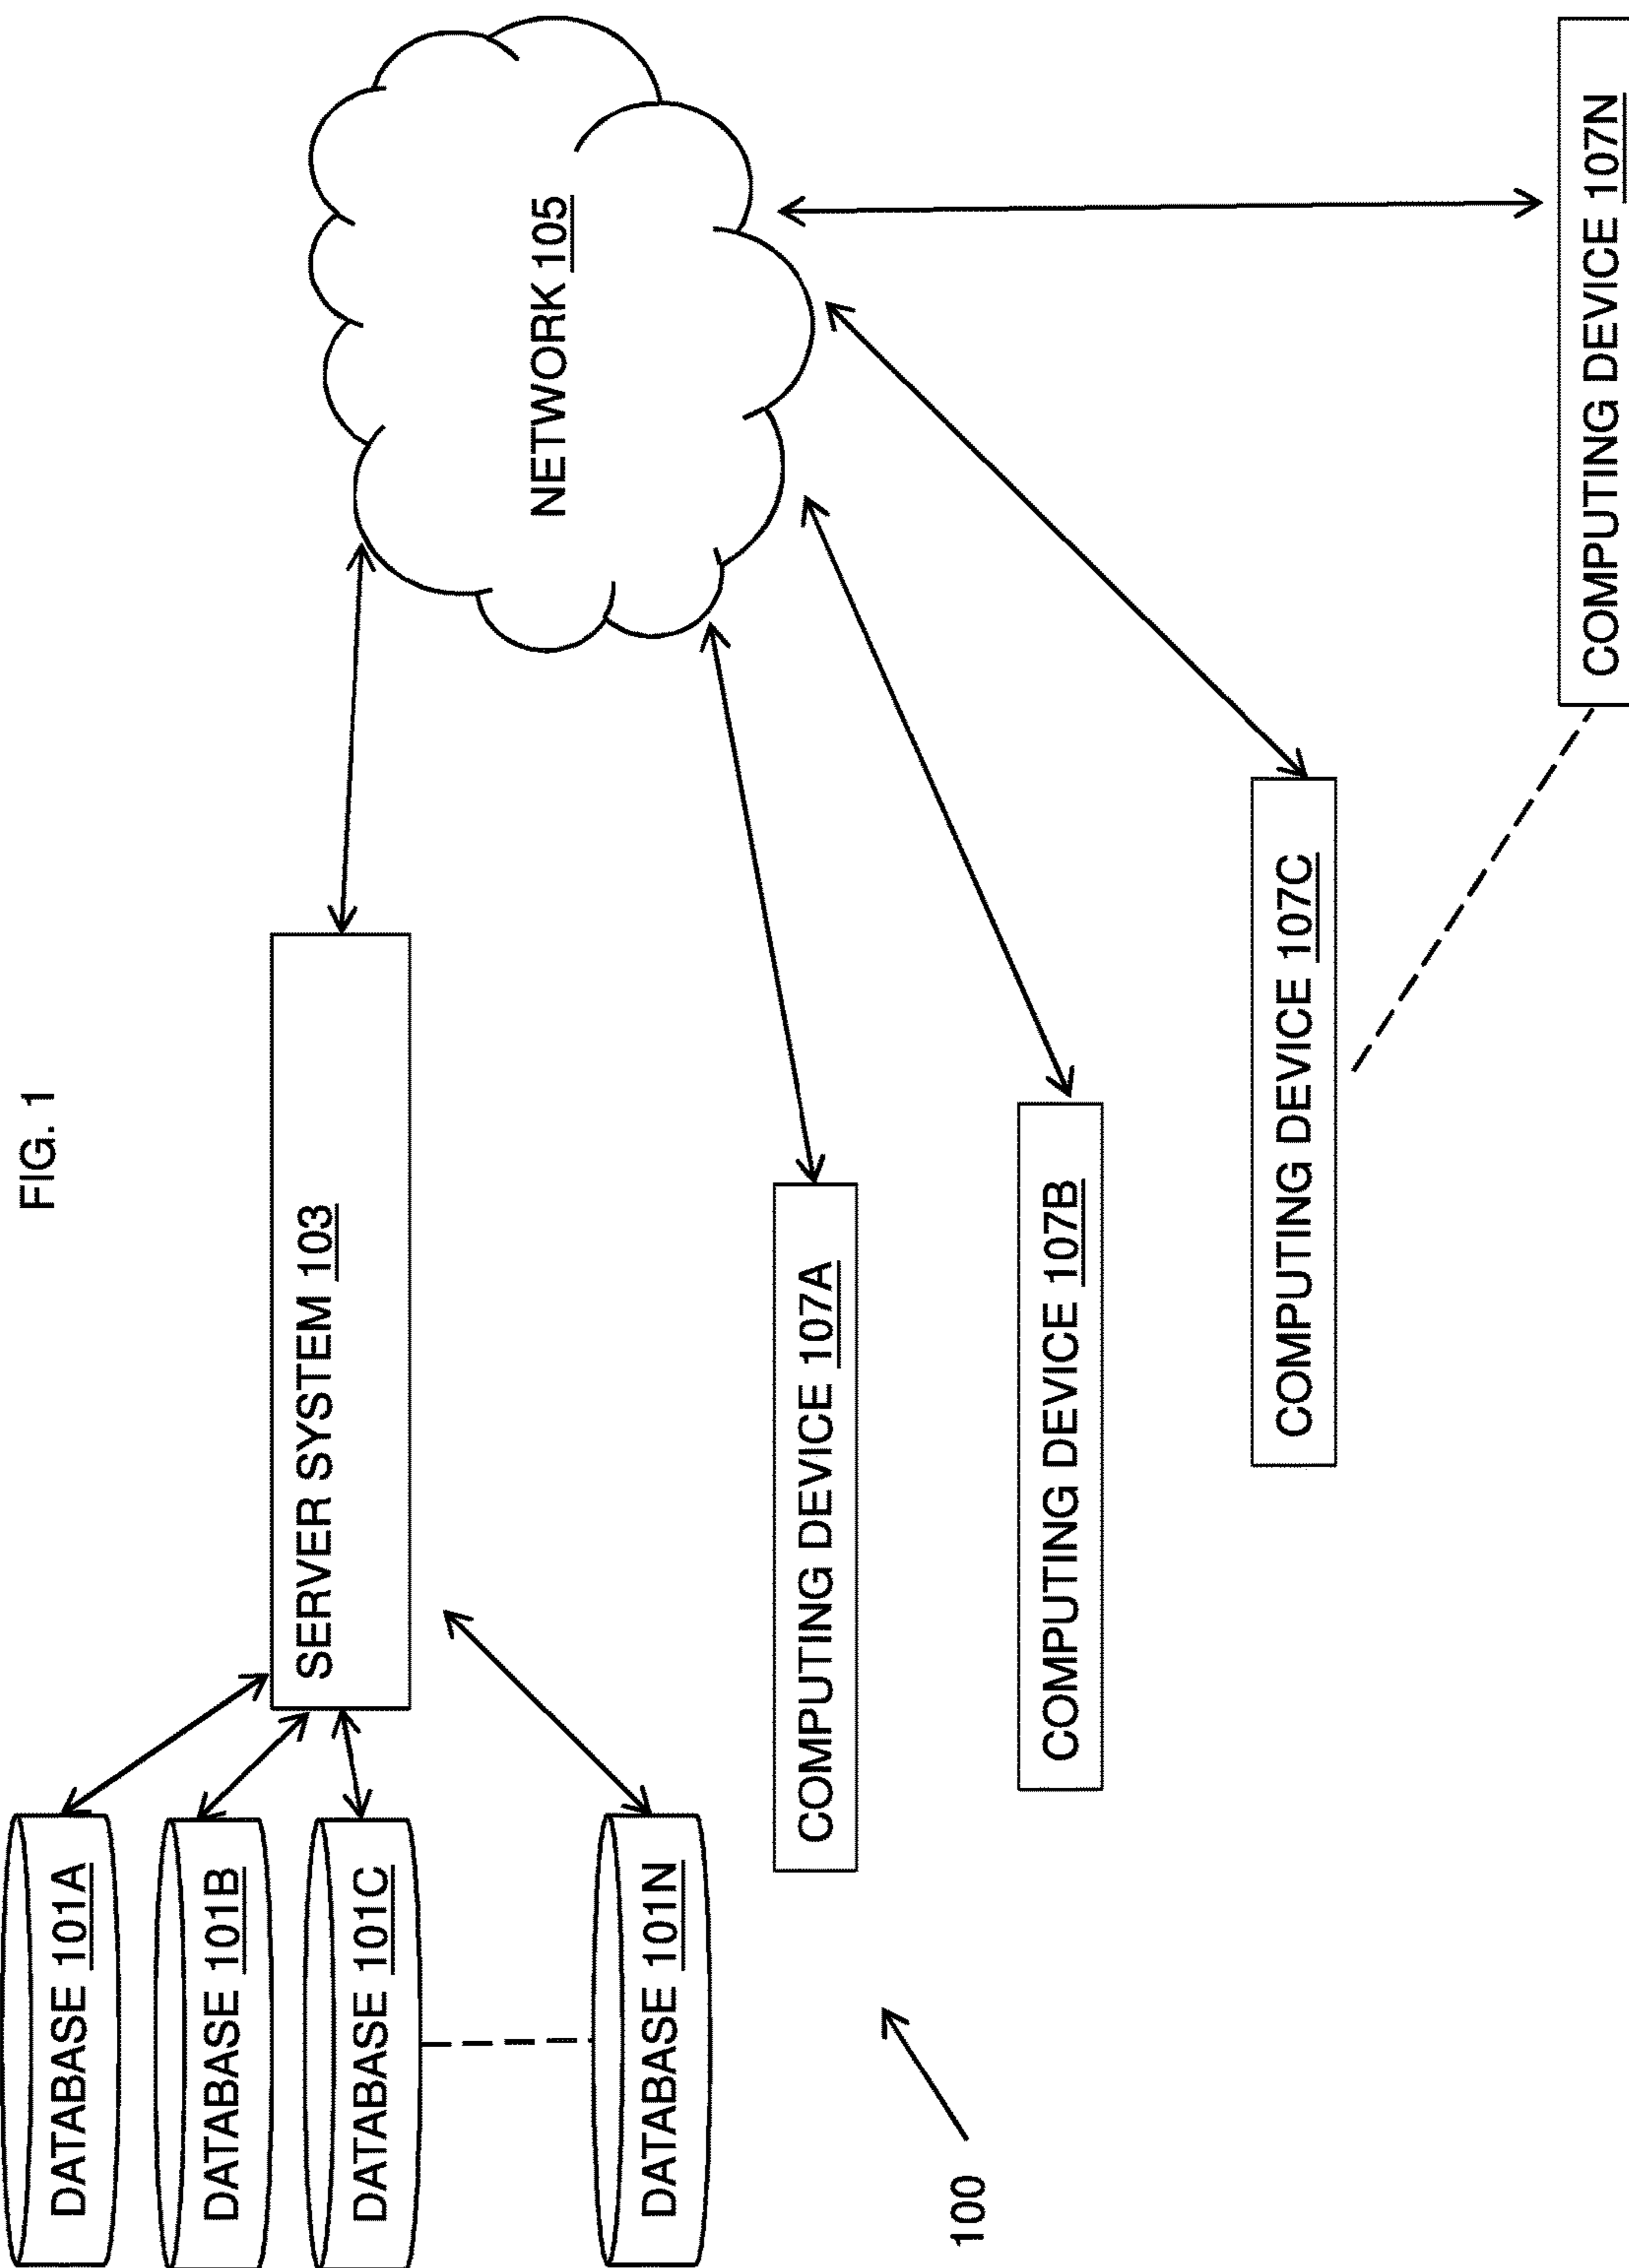 FIG. 1
DATABASE 101A
DATABASE 101B
DATABASE 101C
DATABASE 101N
SERVER SYSTEM 103
NETWORK 105
COMPUTING DEVICE 107A
COMPUTING DEVICE 107B
COMPUTING DEVICE 107C
COMPUTING DEVICE 107N
100